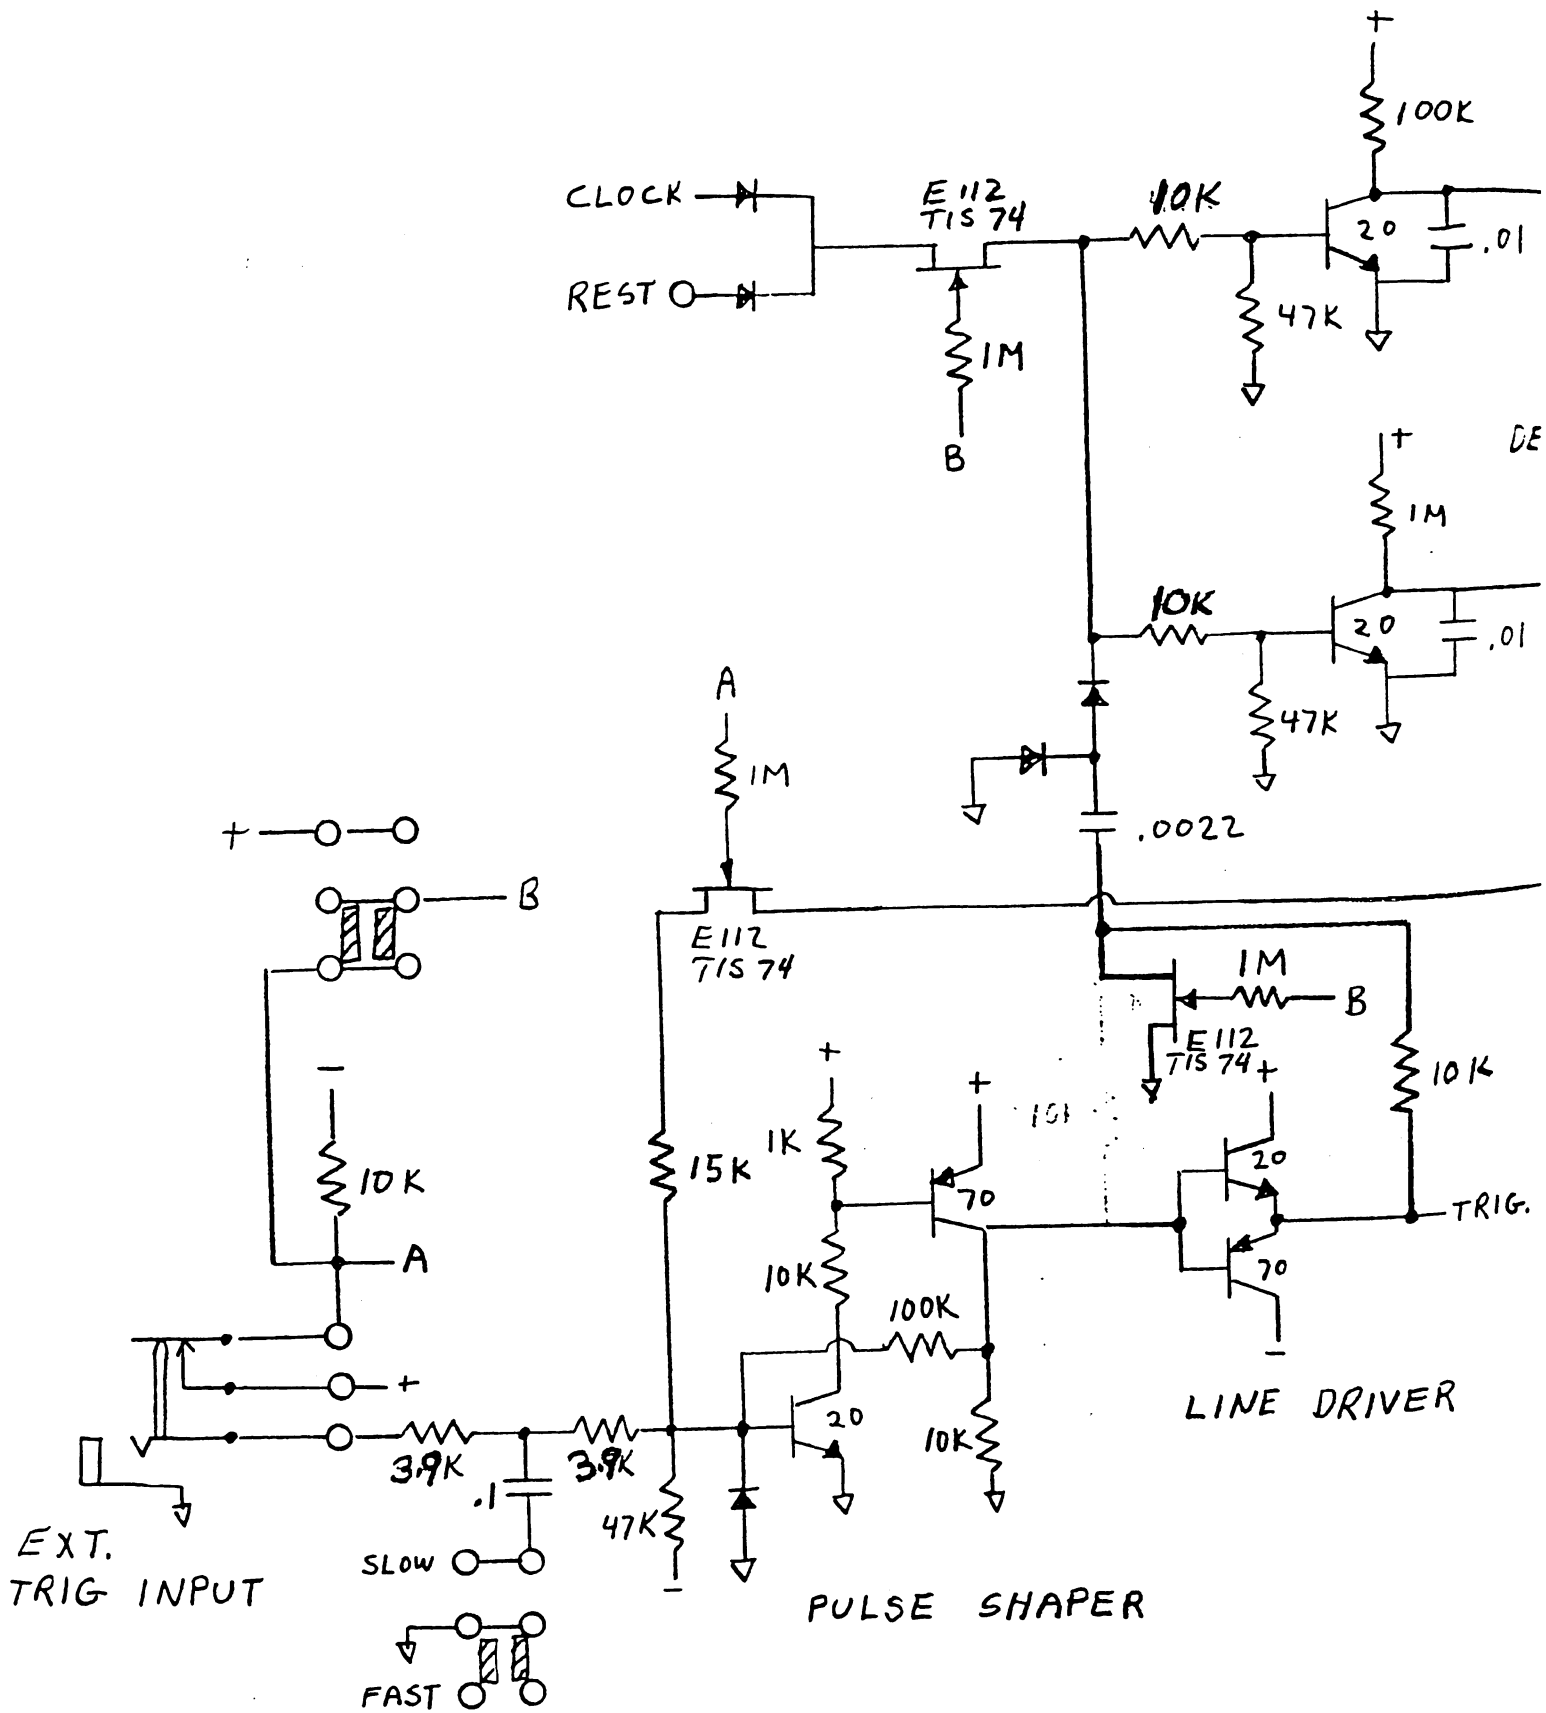 +
100K
CLOCK
E112
TIS 74
10K
20
.01
REST
47K
1M
B
+
DE
1M
10K
20
.01
A
47K
1M
.0022
+
B
E112
TIS 74
1M
B
E112
TIS 74
+
−
+
+
10K
1K
15K
10K
70
20
TRIG.
A
10K
70
100K
−
+
LINE DRIVER
20
10K
3.9K
3.9K
.1
47K
EXT.
TRIG INPUT
SLOW
−
PULSE SHAPER
FAST